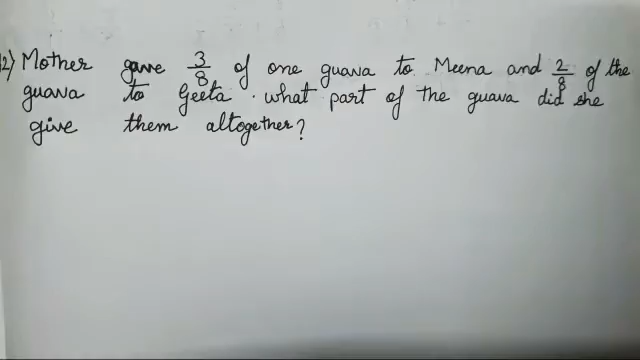 2) Mother gave 3/8 of one guava to Meena and 2/8 of the
guava to Geeta. what part of the guava did she
give them altogether?